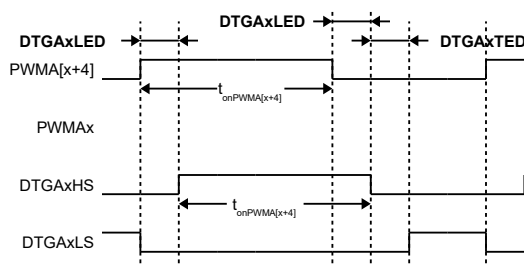 DTGAxLED
DTGAxLED
DTGAxTED
PWMA[x+4]
tonPWMA[x+4]
PWMAx
DTGAxHS
tonPWMA[x+4]
DTGAxLS